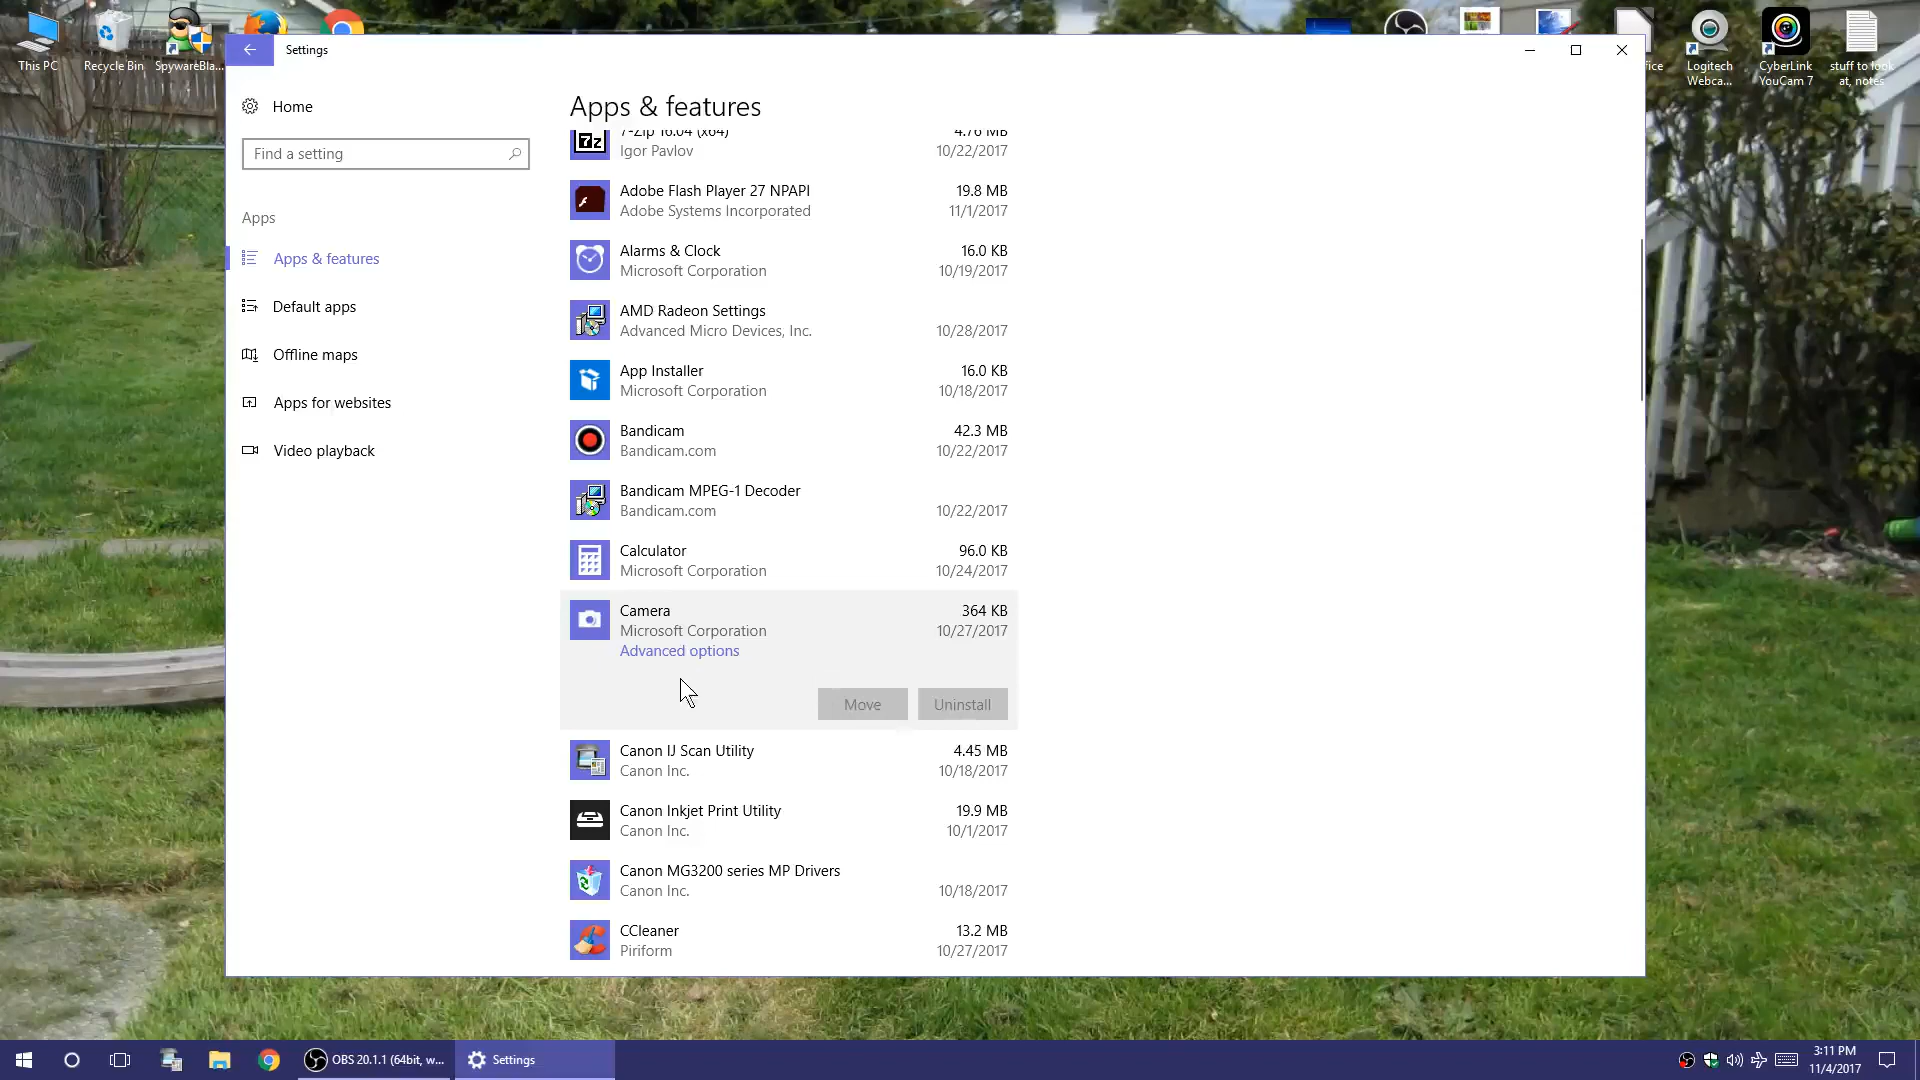 This PC
Recycle Bin
SpywareBla...
Logitech
Webca...
CyberLink
YouCam 7
stuff to look
at, notes
Settings
Home
Find a setting
Apps
Apps & features
Default apps
Offline maps
Apps for websites
Video playback
Apps & features
7-Zip 16.04 (x64) 4.76 MB
Igor Pavlov 10/22/2017
Adobe Flash Player 27 NPAPI 19.8 MB
Adobe Systems Incorporated 11/1/2017
Alarms & Clock 16.0 KB
Microsoft Corporation 10/19/2017
AMD Radeon Settings
Advanced Micro Devices, Inc. 10/28/2017
App Installer 16.0 KB
Microsoft Corporation 10/18/2017
Bandicam 42.3 MB
Bandicam.com 10/22/2017
Bandicam MPEG-1 Decoder
Bandicam.com 10/22/2017
Calculator 96.0 KB
Microsoft Corporation 10/24/2017
Camera 364 KB
Microsoft Corporation 10/27/2017
Advanced options
Move Uninstall
Canon IJ Scan Utility 4.45 MB
Canon Inc. 10/18/2017
Canon Inkjet Print Utility 19.9 MB
Canon Inc. 10/1/2017
Canon MG3200 series MP Drivers
Canon Inc. 10/18/2017
CCleaner 13.2 MB
Piriform 10/27/2017
OBS 20.1.1 (64bit, w...
Settings
3:11 PM
11/4/2017